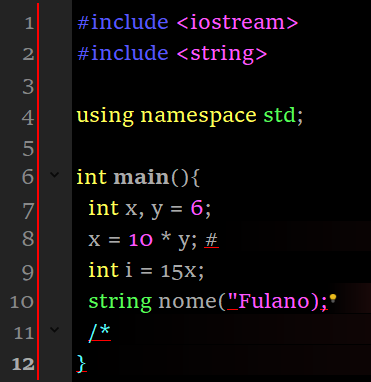 1 #include <iostream>
2 #include <string>
3
4 using namespace std;
5
6 int main(){
7 int x, y = 6;
8 x = 10 * y; #
9 int i = 15x;
10 string nome("Fulano);
11 /*
12 }